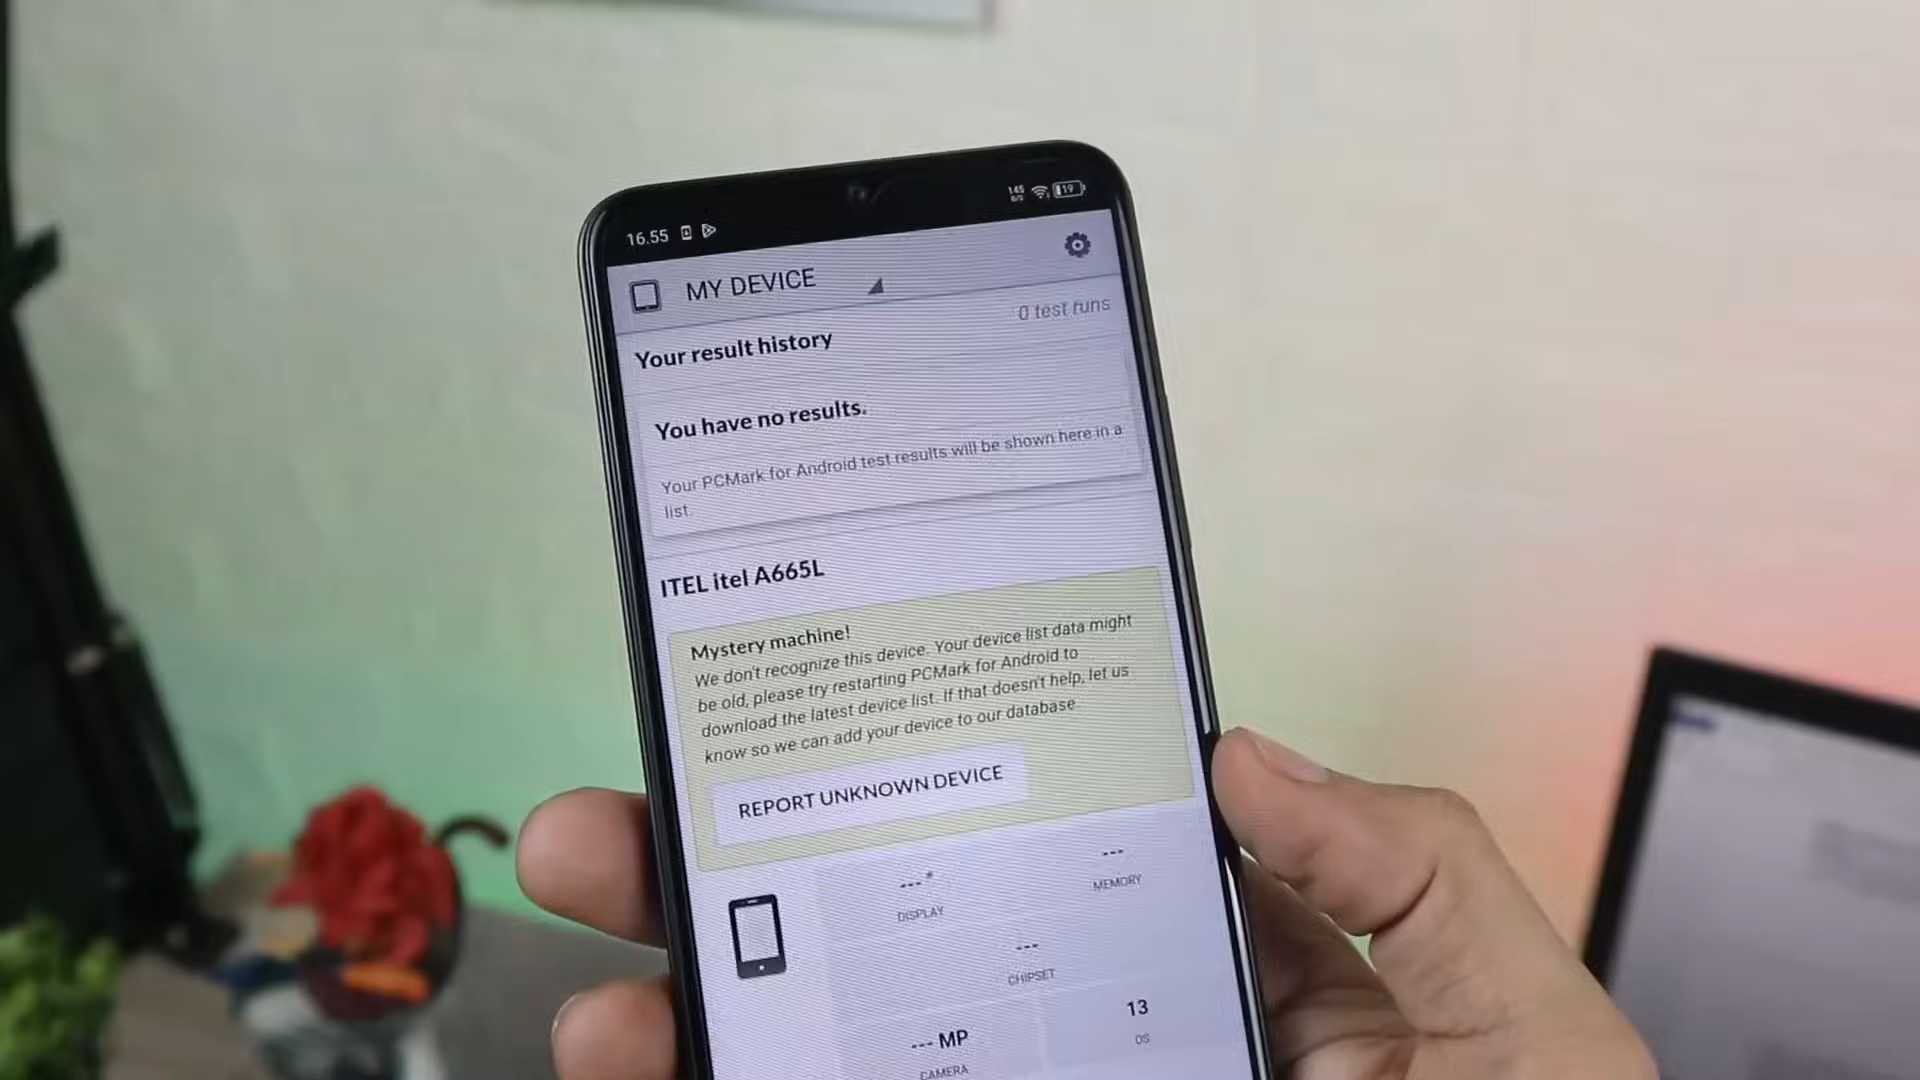 16.55
145
B/S
19
MY DEVICE
Your result history
0 test runs
You have no results.
Your PCMark for Android test results will be shown here in a
list.
ITEL itel A665L
Mystery machine!
We don't recognize this device. Your device list data might
be old, please try restarting PCMark for Android to
download the latest device list. If that doesn't help, let us
know so we can add your device to our database.
REPORT UNKNOWN DEVICE
---*
DISPLAY
---
MEMORY
---
CHIPSET
--- MP
CAMERA
13
OS